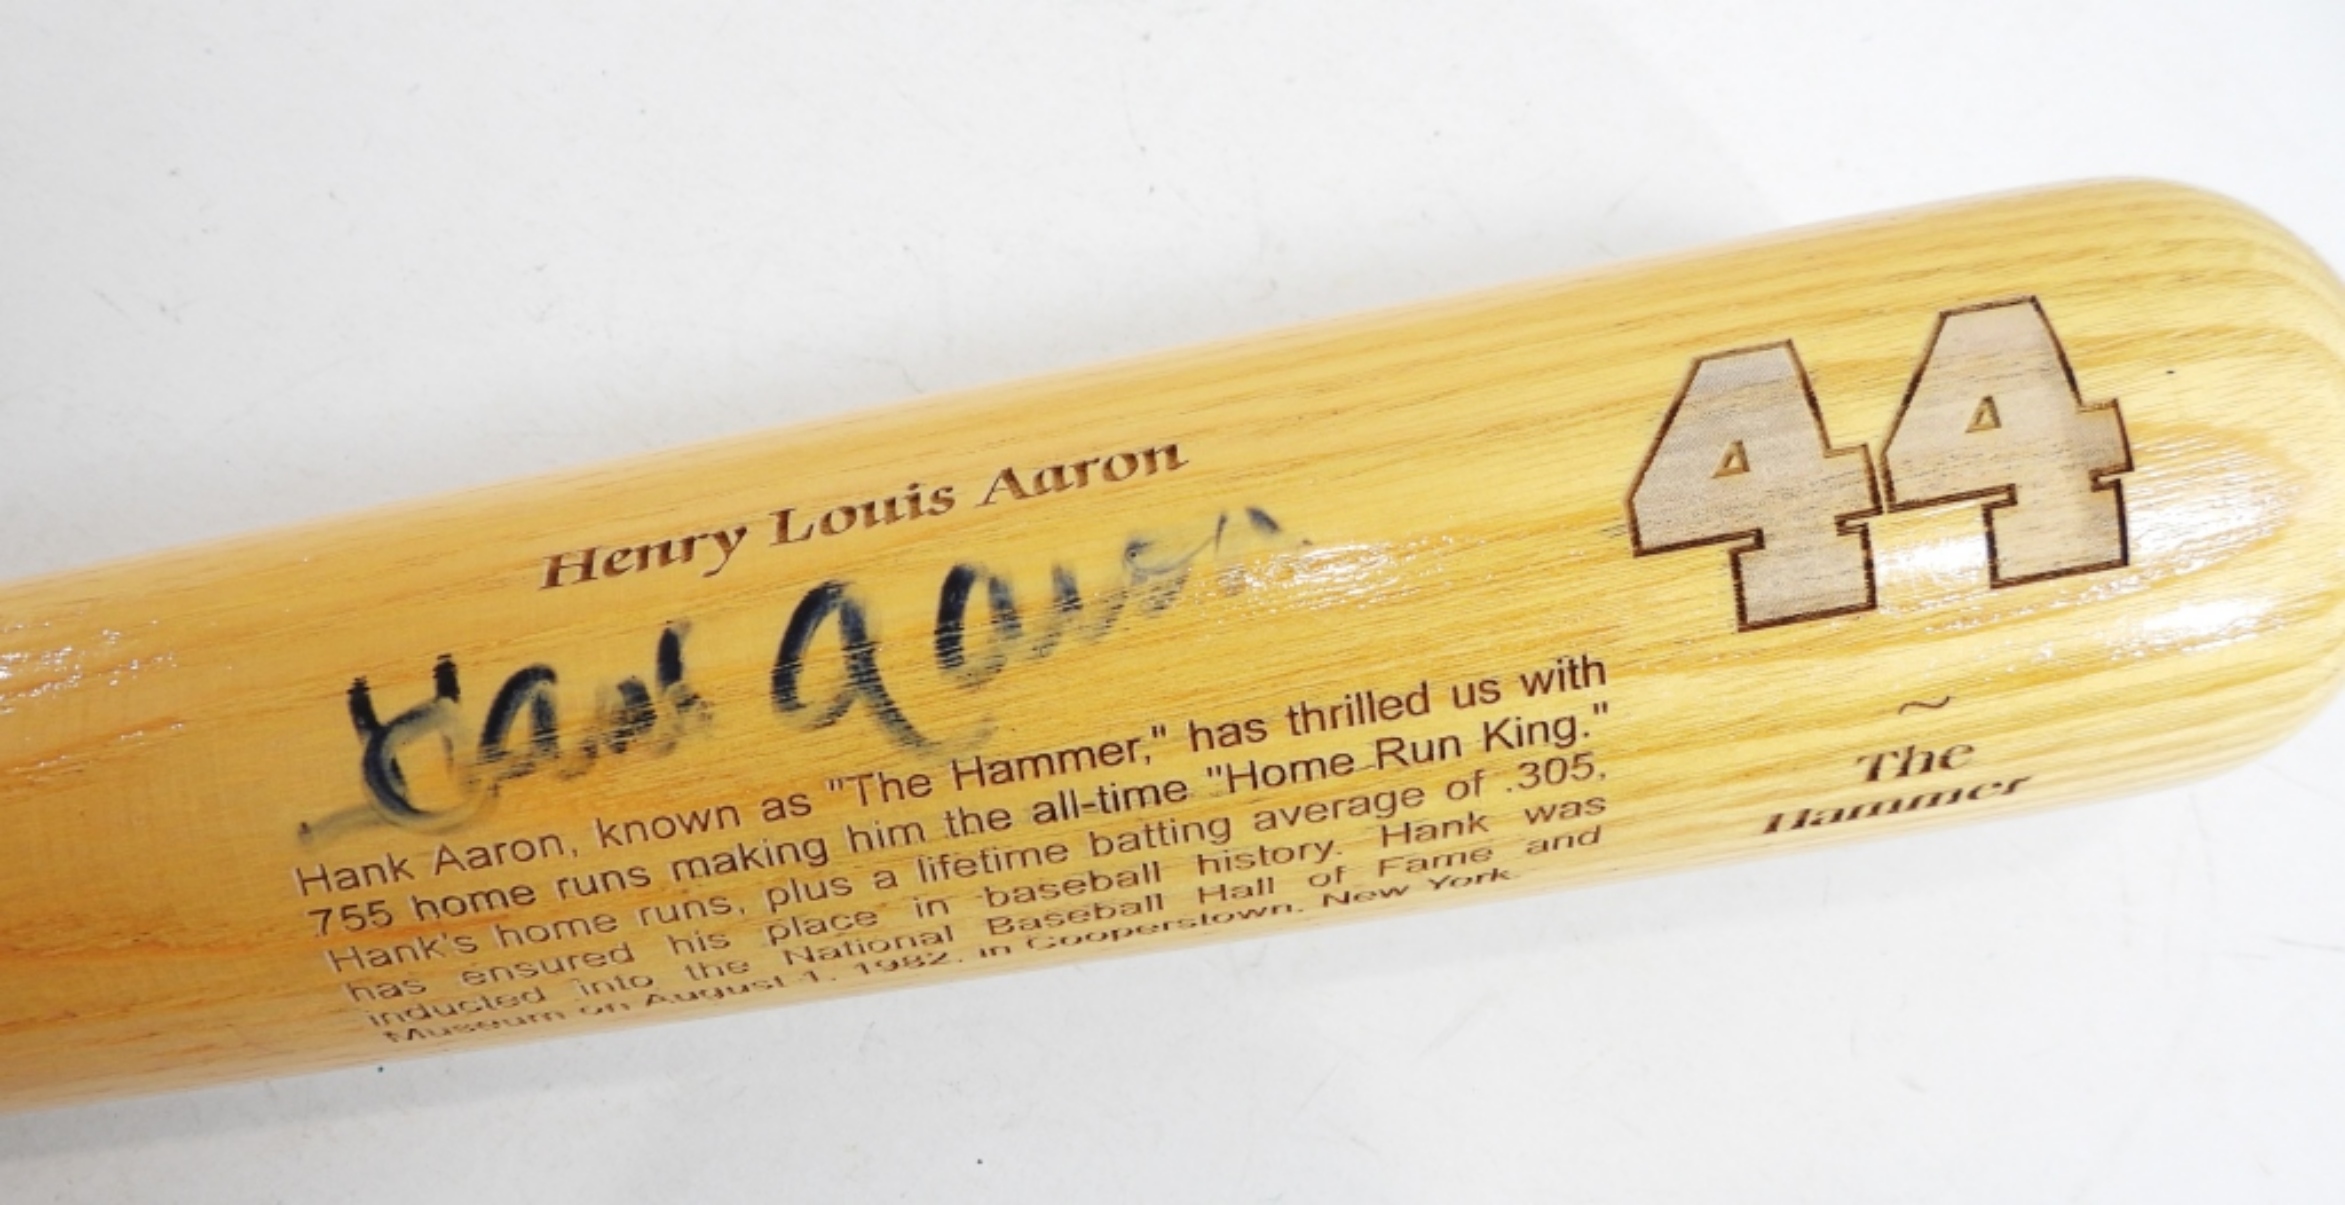 Henry Louis Aaron
Hank Aaron
Hank Aaron, known as "The Hammer," has thrilled us with
755 home runs making him the all-time "Home Run King."
Hank's home runs, plus a lifetime batting average of .305,
has ensured his place in baseball history. Hank was
inducted into the National Baseball Hall of Fame and
Museum on August 1, 1982, in Cooperstown, New York.
44
~
The
Hammer